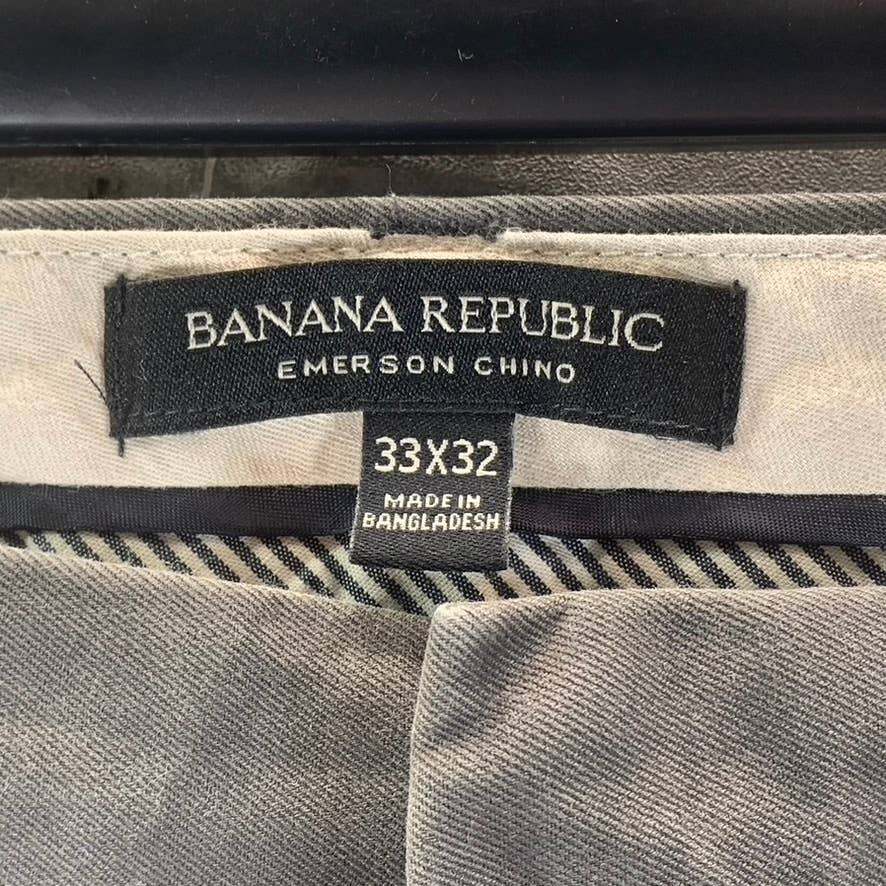 BANANA REPUBLIC
EMERSON CHINO
33X32
MADE IN
BANGLADESH